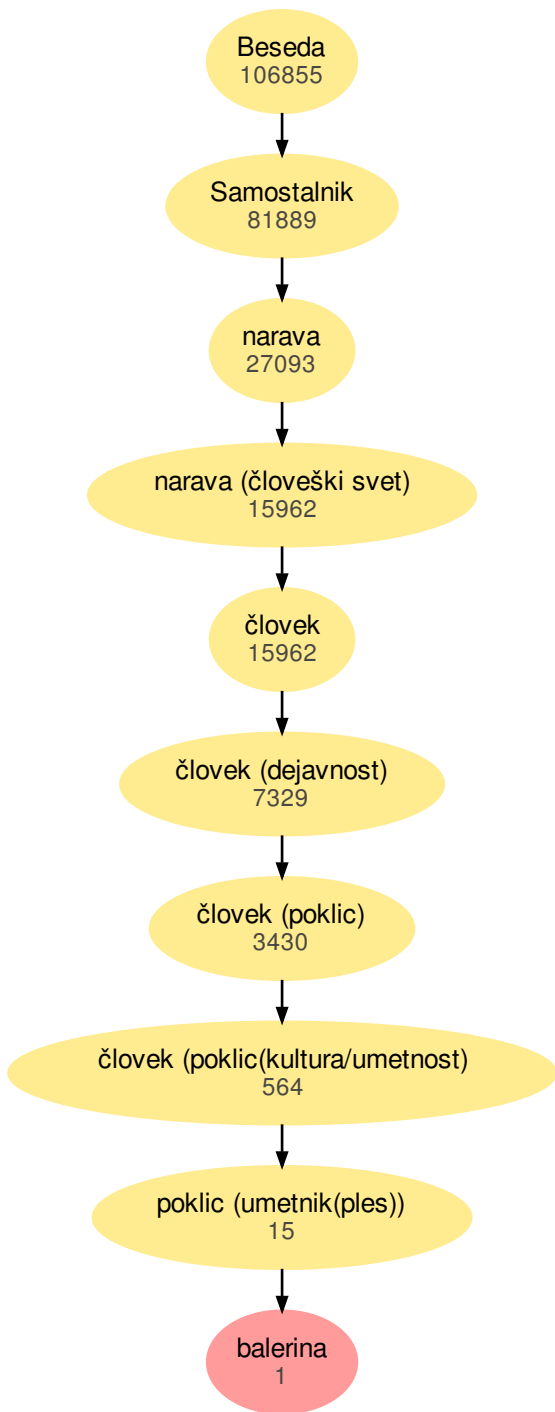 Beseda
106855
Samostalnik
81889
narava
27093
narava (človeški svet)
15962
človek
15962
človek (dejavnost)
7329
človek (poklic)
3430
človek (poklic(kultura/umetnost)
564
poklic (umetnik(ples))
15
balerina
1